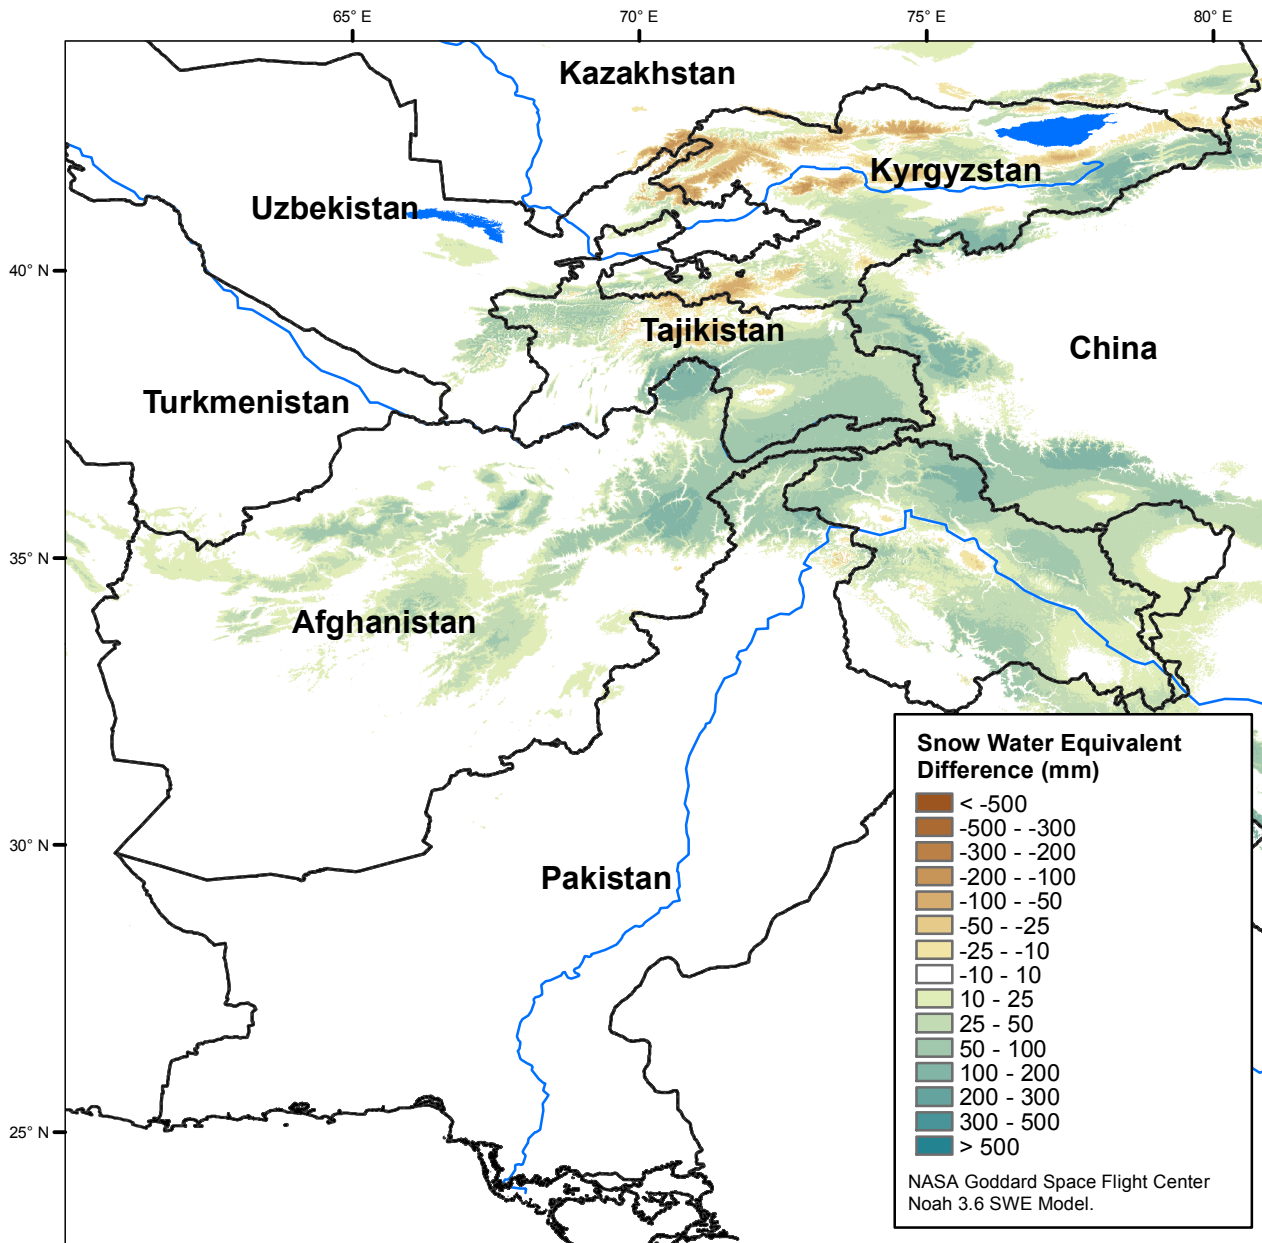 65° E
70° E
75° E
80° E
Kazakhstan
Kyrgyzstan
Uzbekistan
40° N
Tajikistan
China
Turkmenistan
35° N
Afghanistan
30° N
Pakistan
25° N
Snow Water Equivalent
Difference (mm)
< -500
-500 - -300
-300 - -200
-200 - -100
-100 - -50
-50 - -25
-25 - -10
-10 - 10
10 - 25
25 - 50
50 - 100
100 - 200
200 - 300
300 - 500
> 500
NASA Goddard Space Flight Center
Noah 3.6 SWE Model.